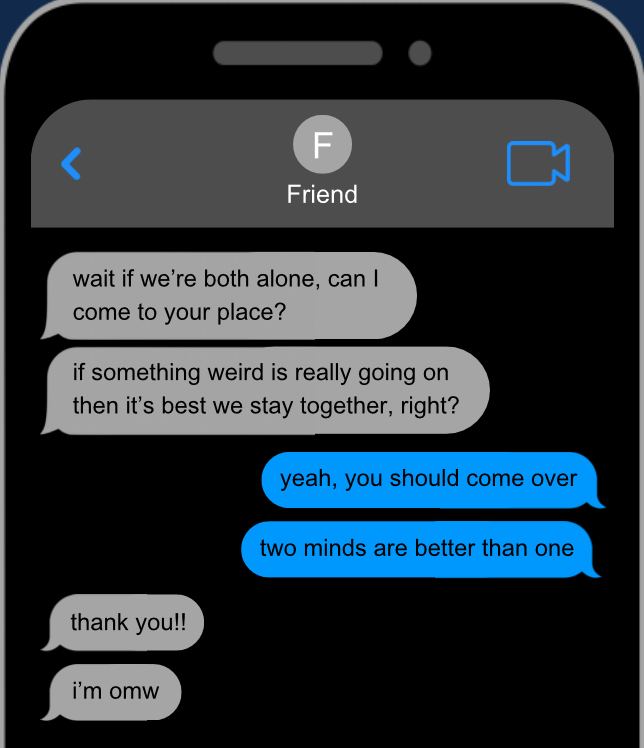 F
Friend
wait if we’re both alone, can I
come to your place?
if something weird is really going on
then it’s best we stay together, right?
yeah, you should come over
two minds are better than one
thank you!!
i’m omw